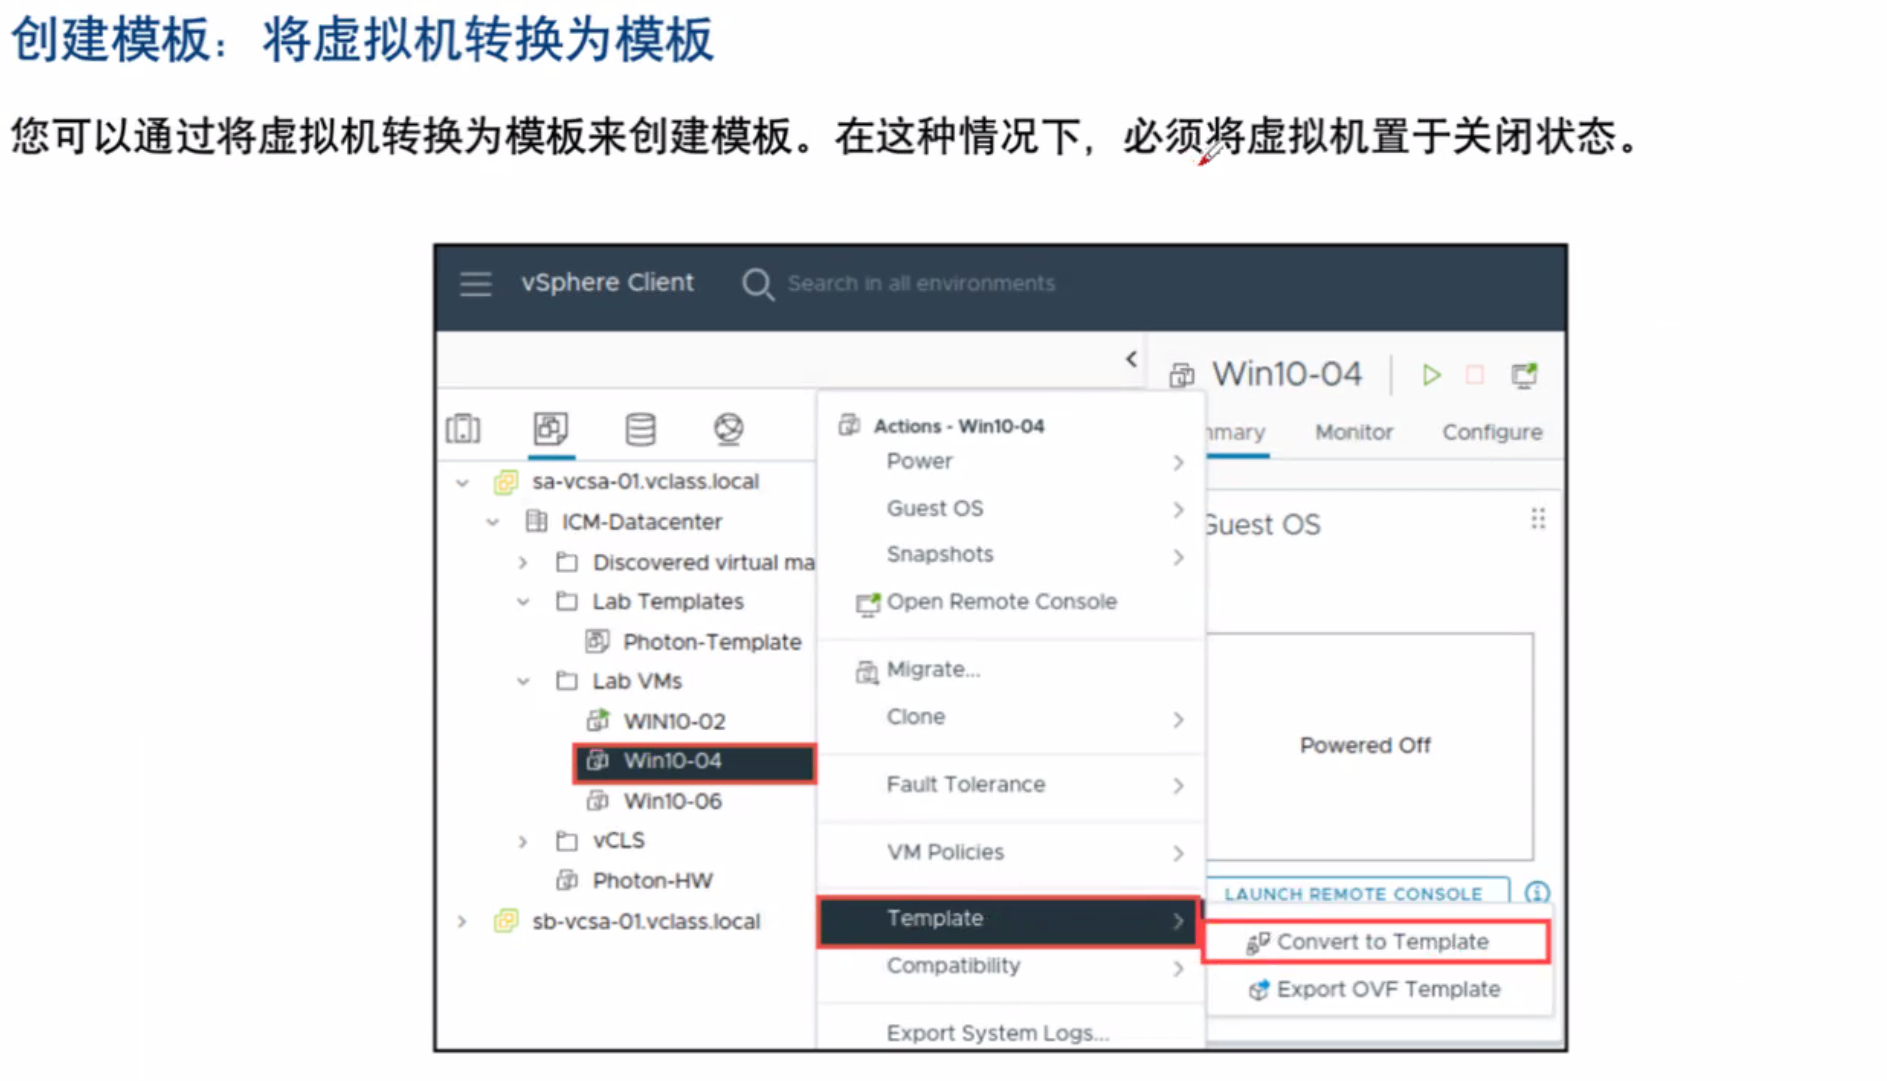 创建模板：将虚拟机转换为模板
您可以通过将虚拟机转换为模板来创建模板。在这种情况下，必须将虚拟机置于关闭状态。
vSphere Client
Search in all environments
Win10-04
mmary
Monitor
Configure
sa-vcsa-01.vclass.local
ICM-Datacenter
Discovered virtual ma
Lab Templates
Photon-Template
Lab VMs
WIN10-02
Win10-04
Win10-06
vCLS
Photon-HW
sb-vcsa-01.vclass.local
Actions - Win10-04
Power
Guest OS
Snapshots
Open Remote Console
Migrate...
Clone
Fault Tolerance
VM Policies
Template
Compatibility
Export System Logs...
Guest OS
Powered Off
LAUNCH REMOTE CONSOLE
Convert to Template
Export OVF Template